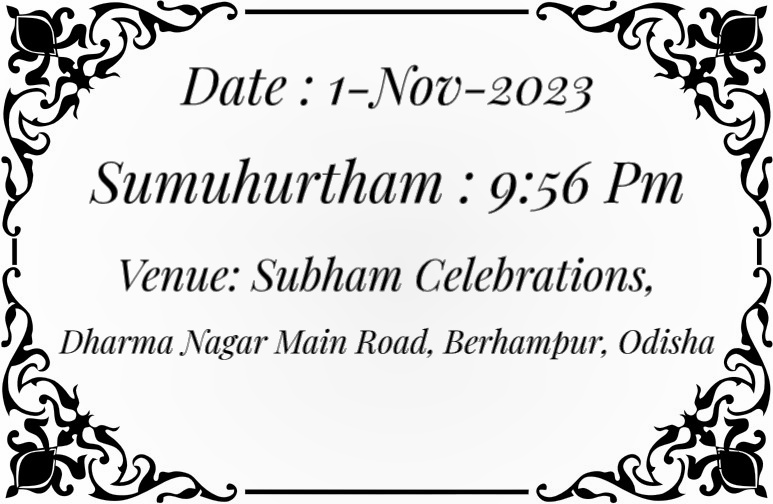 Date : 1-Nov-2023
Sumuhurtham : 9:56 Pm
Venue: Subham Celebrations,
Dharma Nagar Main Road, Berhampur, Odisha